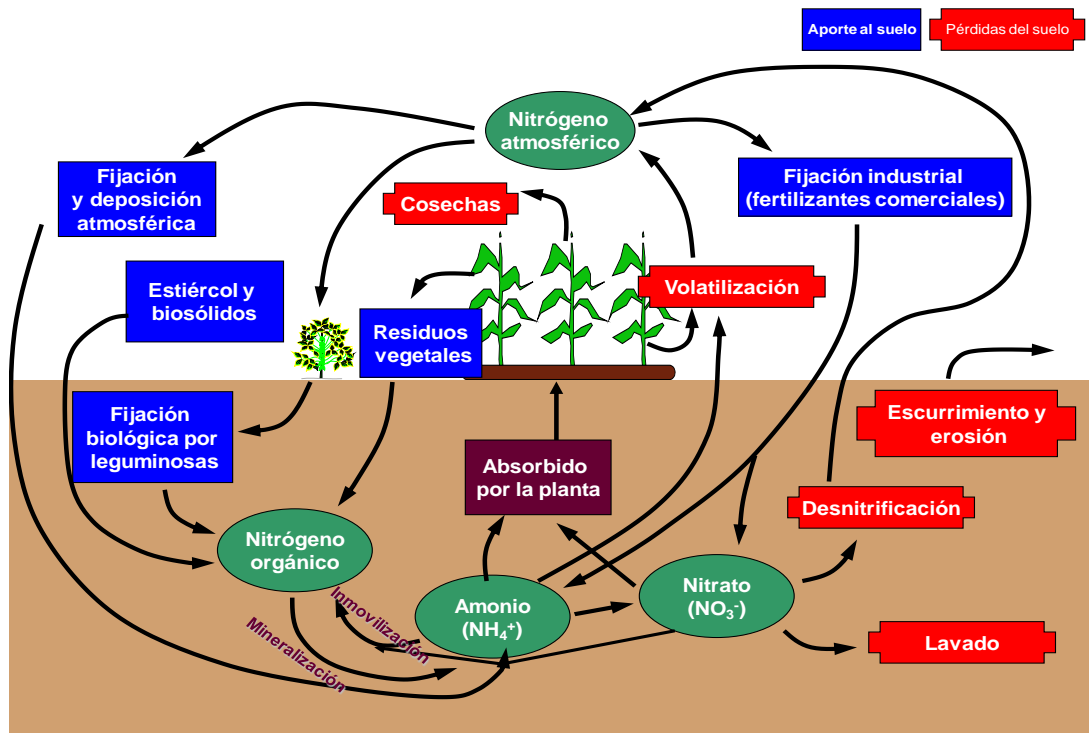 Aporte al suelo
Pérdidas del suelo
Nitrógeno
atmosférico
Fijación
y deposición
atmosférica
Fijación industrial
(fertilizantes comerciales)
Cosechas
Volatilización
Estiércol y
biosólidos
Residuos
vegetales
Fijación
biológica por
leguminosas
Escurrimiento y
erosión
Absorbido
por la planta
Desnitrificación
Nitrógeno
orgánico
Amonio
(NH₄⁺)
Nitrato
(NO₃⁻)
Inmovilización
Mineralización
Lavado